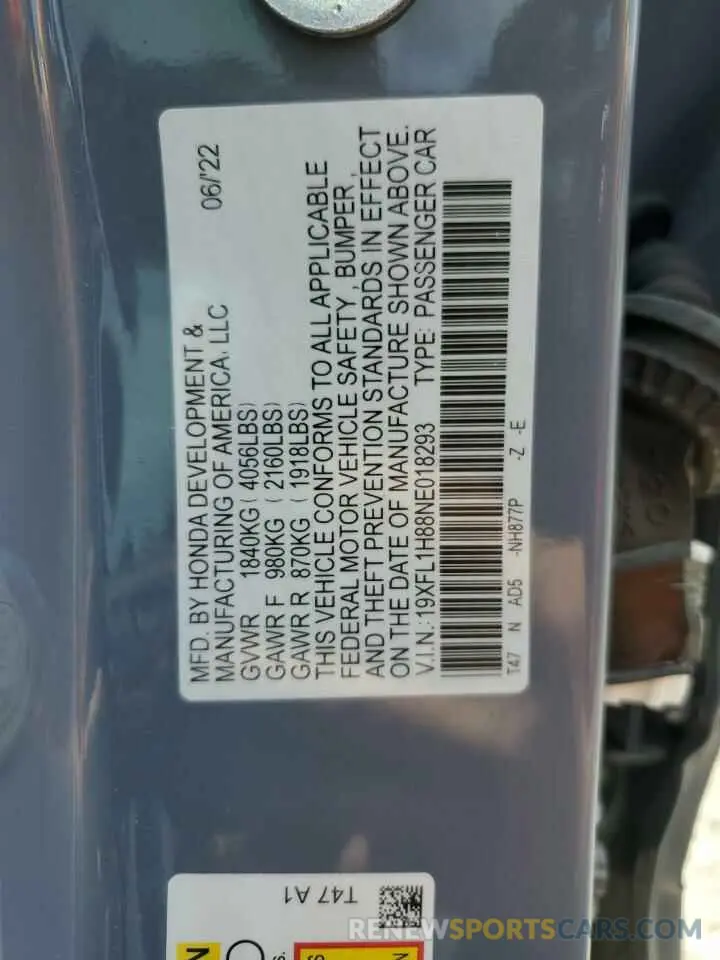 MFD. BY HONDA DEVELOPMENT &
MANUFACTURING OF AMERICA, LLC 06/'22
GVWR 1840KG ( 4056LBS)
GAWR F 980KG ( 2160LBS)
GAWR R 870KG ( 1918LBS)
THIS VEHICLE CONFORMS TO ALL APPLICABLE
FEDERAL MOTOR VEHICLE SAFETY, BUMPER,
AND THEFT PREVENTION STANDARDS IN EFFECT
ON THE DATE OF MANUFACTURE SHOWN ABOVE.
V.I.N.: 19XFL1H88NE018293 TYPE: PASSENGER CAR
T47 N AD5 -NH877P -Z -E
T47 A1
RENEWSPORTSCARS.COM